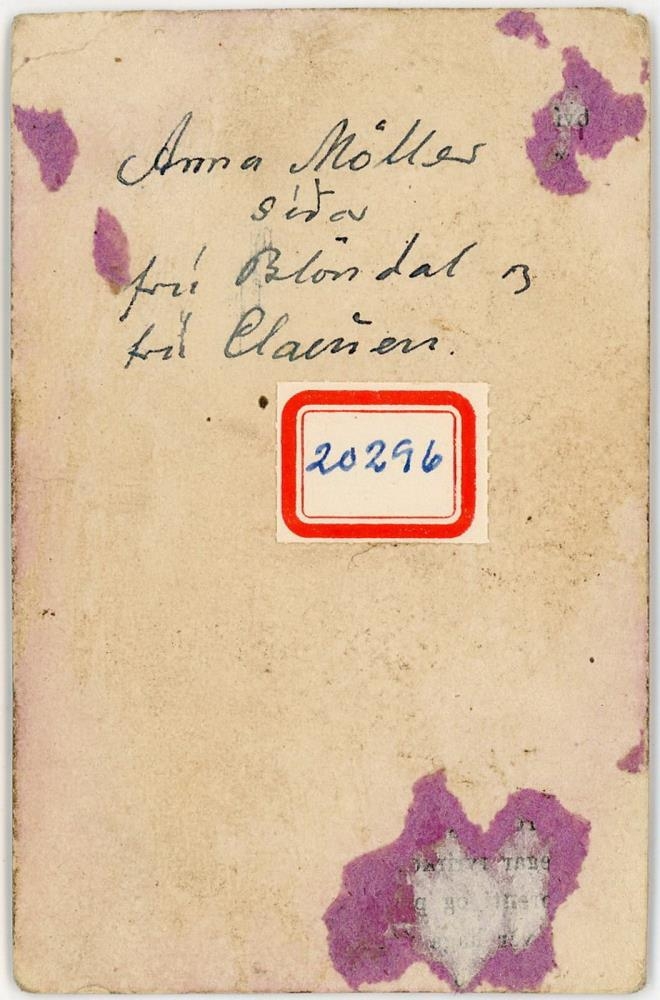 Anna Möller
síðar
frú Blöndal og
frú Clausen.
20296